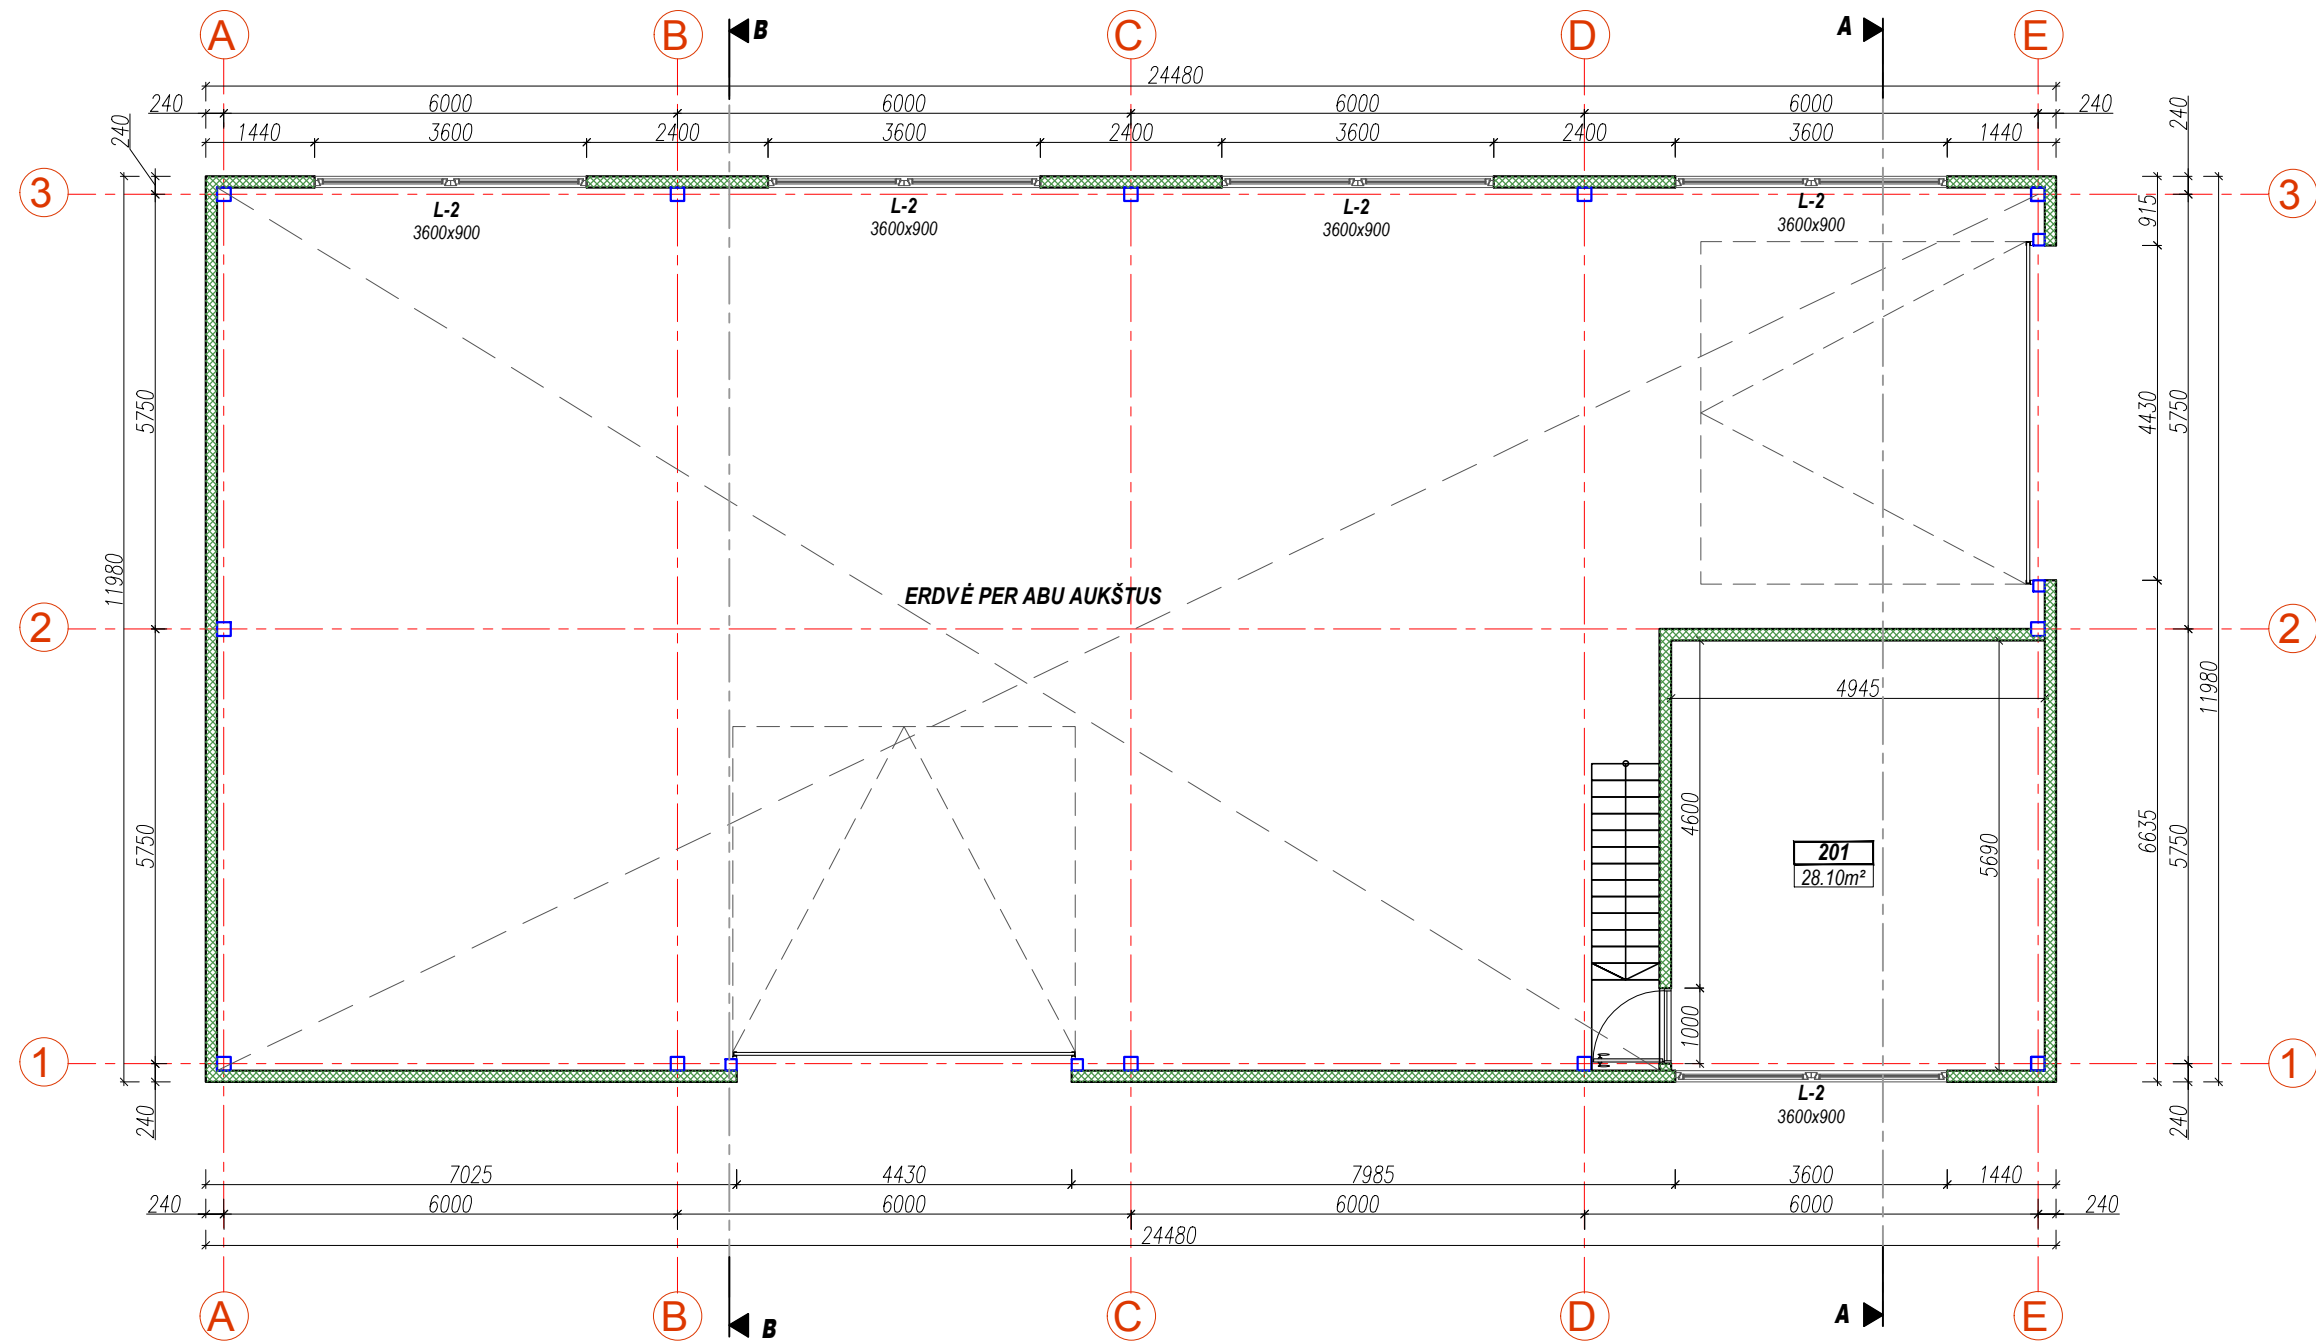 A B C D E
B A
24480
240 6000 6000 6000 6000 240
240 1440 3600 2400 3600 2400 3600 2400 3600 1440 240
3 3
L-2 L-2 L-2 L-2
3600x900 3600x900 3600x900 3600x900
915
5750 4430 5750
11980
ERDVĖ PER ABU AUKŠTUS
2 2
4945 11980
5750 4600 5690 6635 5750
201
28.10m²
1000
1 1
L-2
3600x900
240 240
7025 4430 7985 3600 1440
240 6000 6000 6000 6000 240
24480
A B C D E
B A